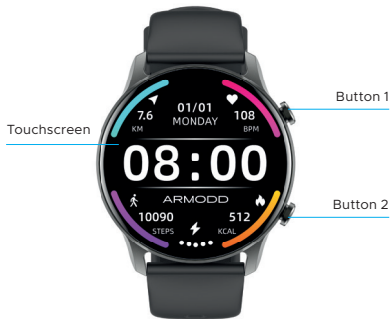 Button 1
7.6
KM
01/01
MONDAY
108
BPM
Touchscreen
08:00
ARMODD
Button 2
10090
STEPS
512
KCAL